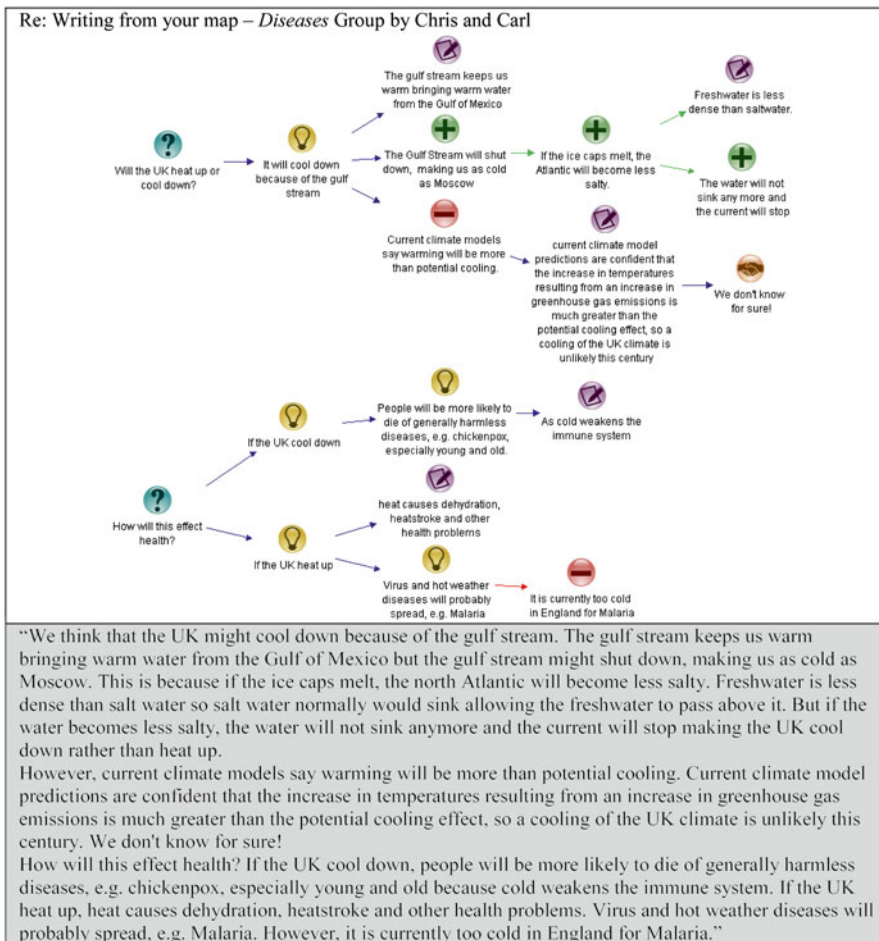 Re: Writing from your map – Diseases Group by Chris and Carl
The gulf stream keeps us
warm bringing warm water
from the Gulf of Mexico
Freshwater is less
dense than saltwater.
?
Will the UK heat up or
cool down?
It will cool down
because of the gulf
stream
The Gulf Stream will shut
down, making us as cold
as Moscow
If the ice caps melt, the
Atlantic will become less
salty.
The water will not
sink any more and
the current will stop
Current climate models
say warming will be more
than potential cooling.
current climate model
predictions are confident that
the increase in temperatures
resulting from an increase in
greenhouse gas emissions is
much greater than the
potential cooling effect, so a
cooling of the UK climate is
unlikely this century
We don't know
for sure!
?
How will this effect
health?
If the UK cool down
People will be more likely to
die of generally harmless
diseases, e.g. chickenpox,
especially young and old.
As cold weakens the
immune system
If the UK heat up
heat causes dehydration,
heatstroke and other
health problems
Virus and hot weather
diseases will probably
spread, e.g. Malaria
It is currently too cold
in England for Malaria
“We think that the UK might cool down because of the gulf stream. The gulf stream keeps us warm
bringing warm water from the Gulf of Mexico but the gulf stream might shut down, making us as cold as
Moscow. This is because if the ice caps melt, the north Atlantic will become less salty. Freshwater is less
dense than salt water so salt water normally would sink allowing the freshwater to pass above it. But if the
water becomes less salty, the water will not sink anymore and the current will stop making the UK cool
down rather than heat up.
However, current climate models say warming will be more than potential cooling. Current climate model
predictions are confident that the increase in temperatures resulting from an increase in greenhouse gas
emissions is much greater than the potential cooling effect, so a cooling of the UK climate is unlikely this
century. We don't know for sure!
How will this effect health? If the UK cool down, people will be more likely to die of generally harmless
diseases, e.g. chickenpox, especially young and old because cold weakens the immune system. If the UK
heat up, heat causes dehydration, heatstroke and other health problems. Virus and hot weather diseases will
probably spread, e.g. Malaria. However, it is currently too cold in England for Malaria.”